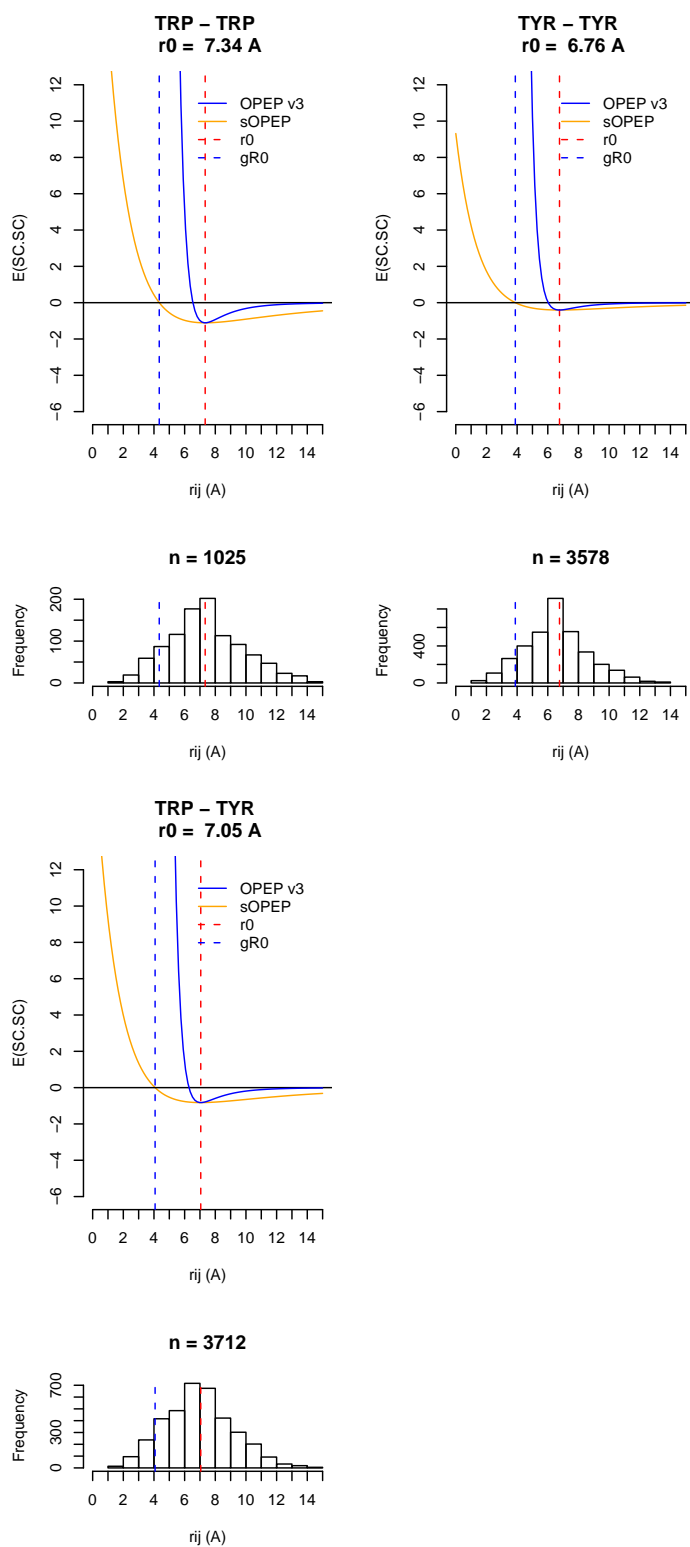 TRP – TRP
r0 = 7.34 A
12
10
8
6
4
2
0
−2
−4
−6
E(SC.SC)
OPEP v3
sOPEP
r0
gR0
0 2 4 6 8 10 12 14
rij (A)
TYR – TYR
r0 = 6.76 A
12
10
8
6
4
2
0
−2
−4
−6
E(SC.SC)
OPEP v3
sOPEP
r0
gR0
0 2 4 6 8 10 12 14
rij (A)
n = 1025
200
100
0
Frequency
0 2 4 6 8 10 12 14
rij (A)
n = 3578
400
0
Frequency
0 2 4 6 8 10 12 14
rij (A)
TRP – TYR
r0 = 7.05 A
12
10
8
6
4
2
0
−2
−4
−6
E(SC.SC)
OPEP v3
sOPEP
r0
gR0
0 2 4 6 8 10 12 14
rij (A)
n = 3712
700
300
0
Frequency
0 2 4 6 8 10 12 14
rij (A)